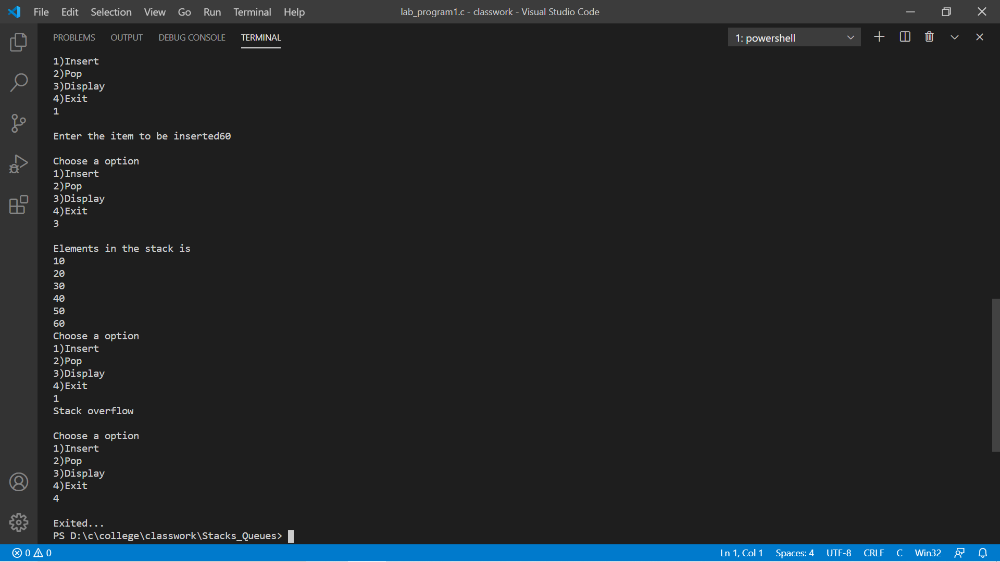 File Edit Selection View Go Run Terminal Help lab_program1.c - classwork - Visual Studio Code
PROBLEMS OUTPUT DEBUG CONSOLE TERMINAL 1: powershell
1)Insert
2)Pop
3)Display
4)Exit
1
Enter the item to be inserted60
Choose a option
1)Insert
2)Pop
3)Display
4)Exit
3
Elements in the stack is
10
20
30
40
50
60
Choose a option
1)Insert
2)Pop
3)Display
4)Exit
1
Stack overflow
Choose a option
1)Insert
2)Pop
3)Display
4)Exit
4
Exited...
PS D:\c\college\classwork\Stacks_Queues>
0 0 Ln 1, Col 1 Spaces: 4 UTF-8 CRLF C Win32